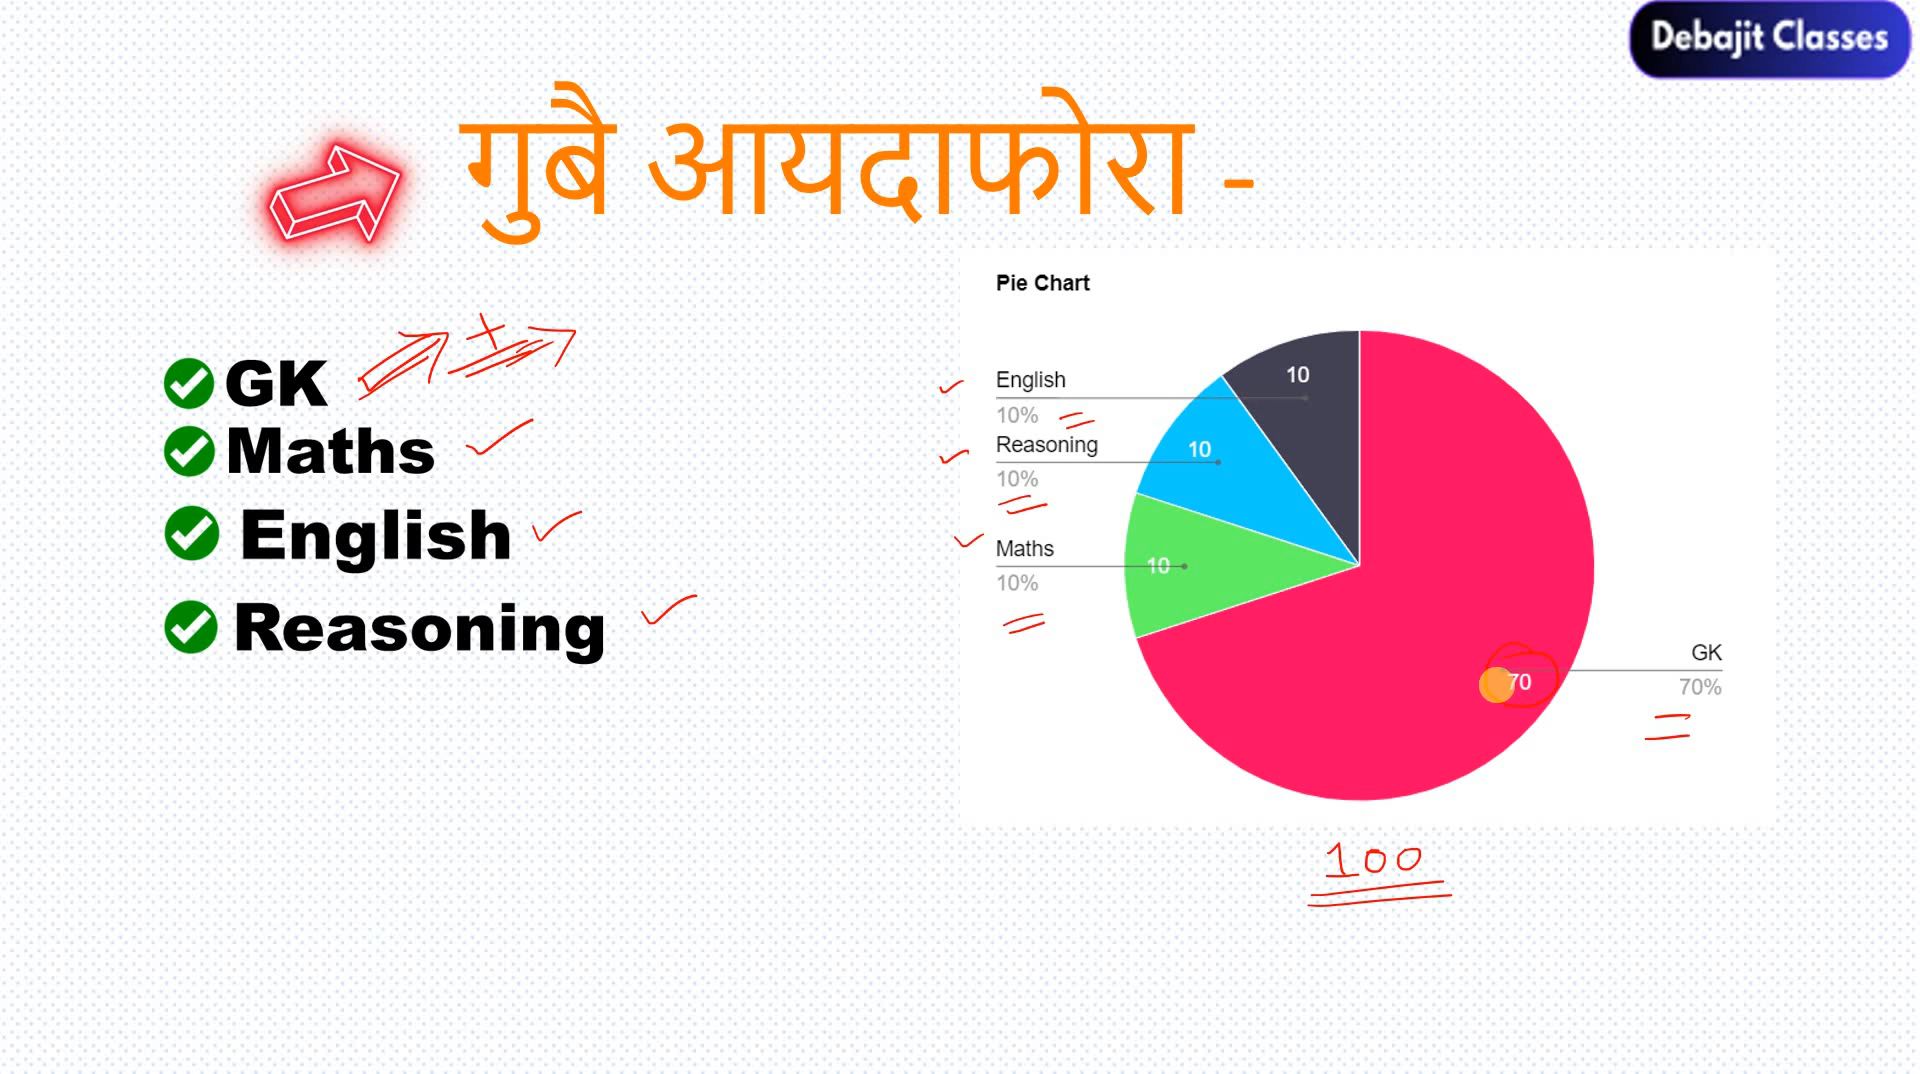 Debajit Classes
गुबै आयदाफोरा -
GK
Maths
English
Reasoning
Pie Chart
English
10%
Reasoning
10%
Maths
10%
10
10
10
70
GK
70%
100